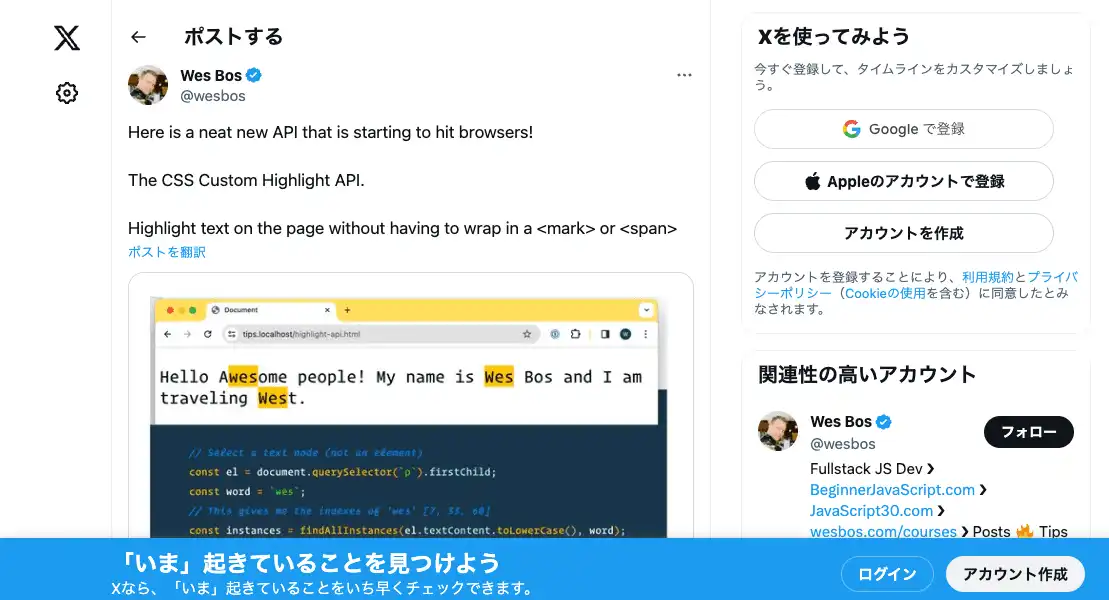 ポストする
Wes Bos
@wesbos
Here is a neat new API that is starting to hit browsers!
The CSS Custom Highlight API.
Highlight text on the page without having to wrap in a <mark> or <span>
ポストを翻訳
Document
tips.localhost/highlight-api.html
Hello Awesome people! My name is Wes Bos and I am
traveling West.
// Select a text node (not an element)
const el = document.querySelector(`p`).firstChild;
const word = `wes`;
// This gives me the indexes of 'wes' [7, 33, 60]
const instances = findAllInstances(el.textContent.toLowerCase(), word);
Xを使ってみよう
今すぐ登録して、タイムラインをカスタマイズしましょ
う。
Google で登録
Appleのアカウントで登録
アカウントを作成
アカウントを登録することにより、利用規約とプライバ
シーポリシー（Cookieの使用を含む）に同意したとみ
なされます。
関連性の高いアカウント
Wes Bos
@wesbos
フォロー
Fullstack JS Dev ❯
BeginnerJavaScript.com ❯
JavaScript30.com ❯
wesbos.com/courses ❯ Posts 🔥 Tips
「いま」起きていることを見つけよう
Xなら、「いま」起きていることをいち早くチェックできます。
ログイン
アカウント作成